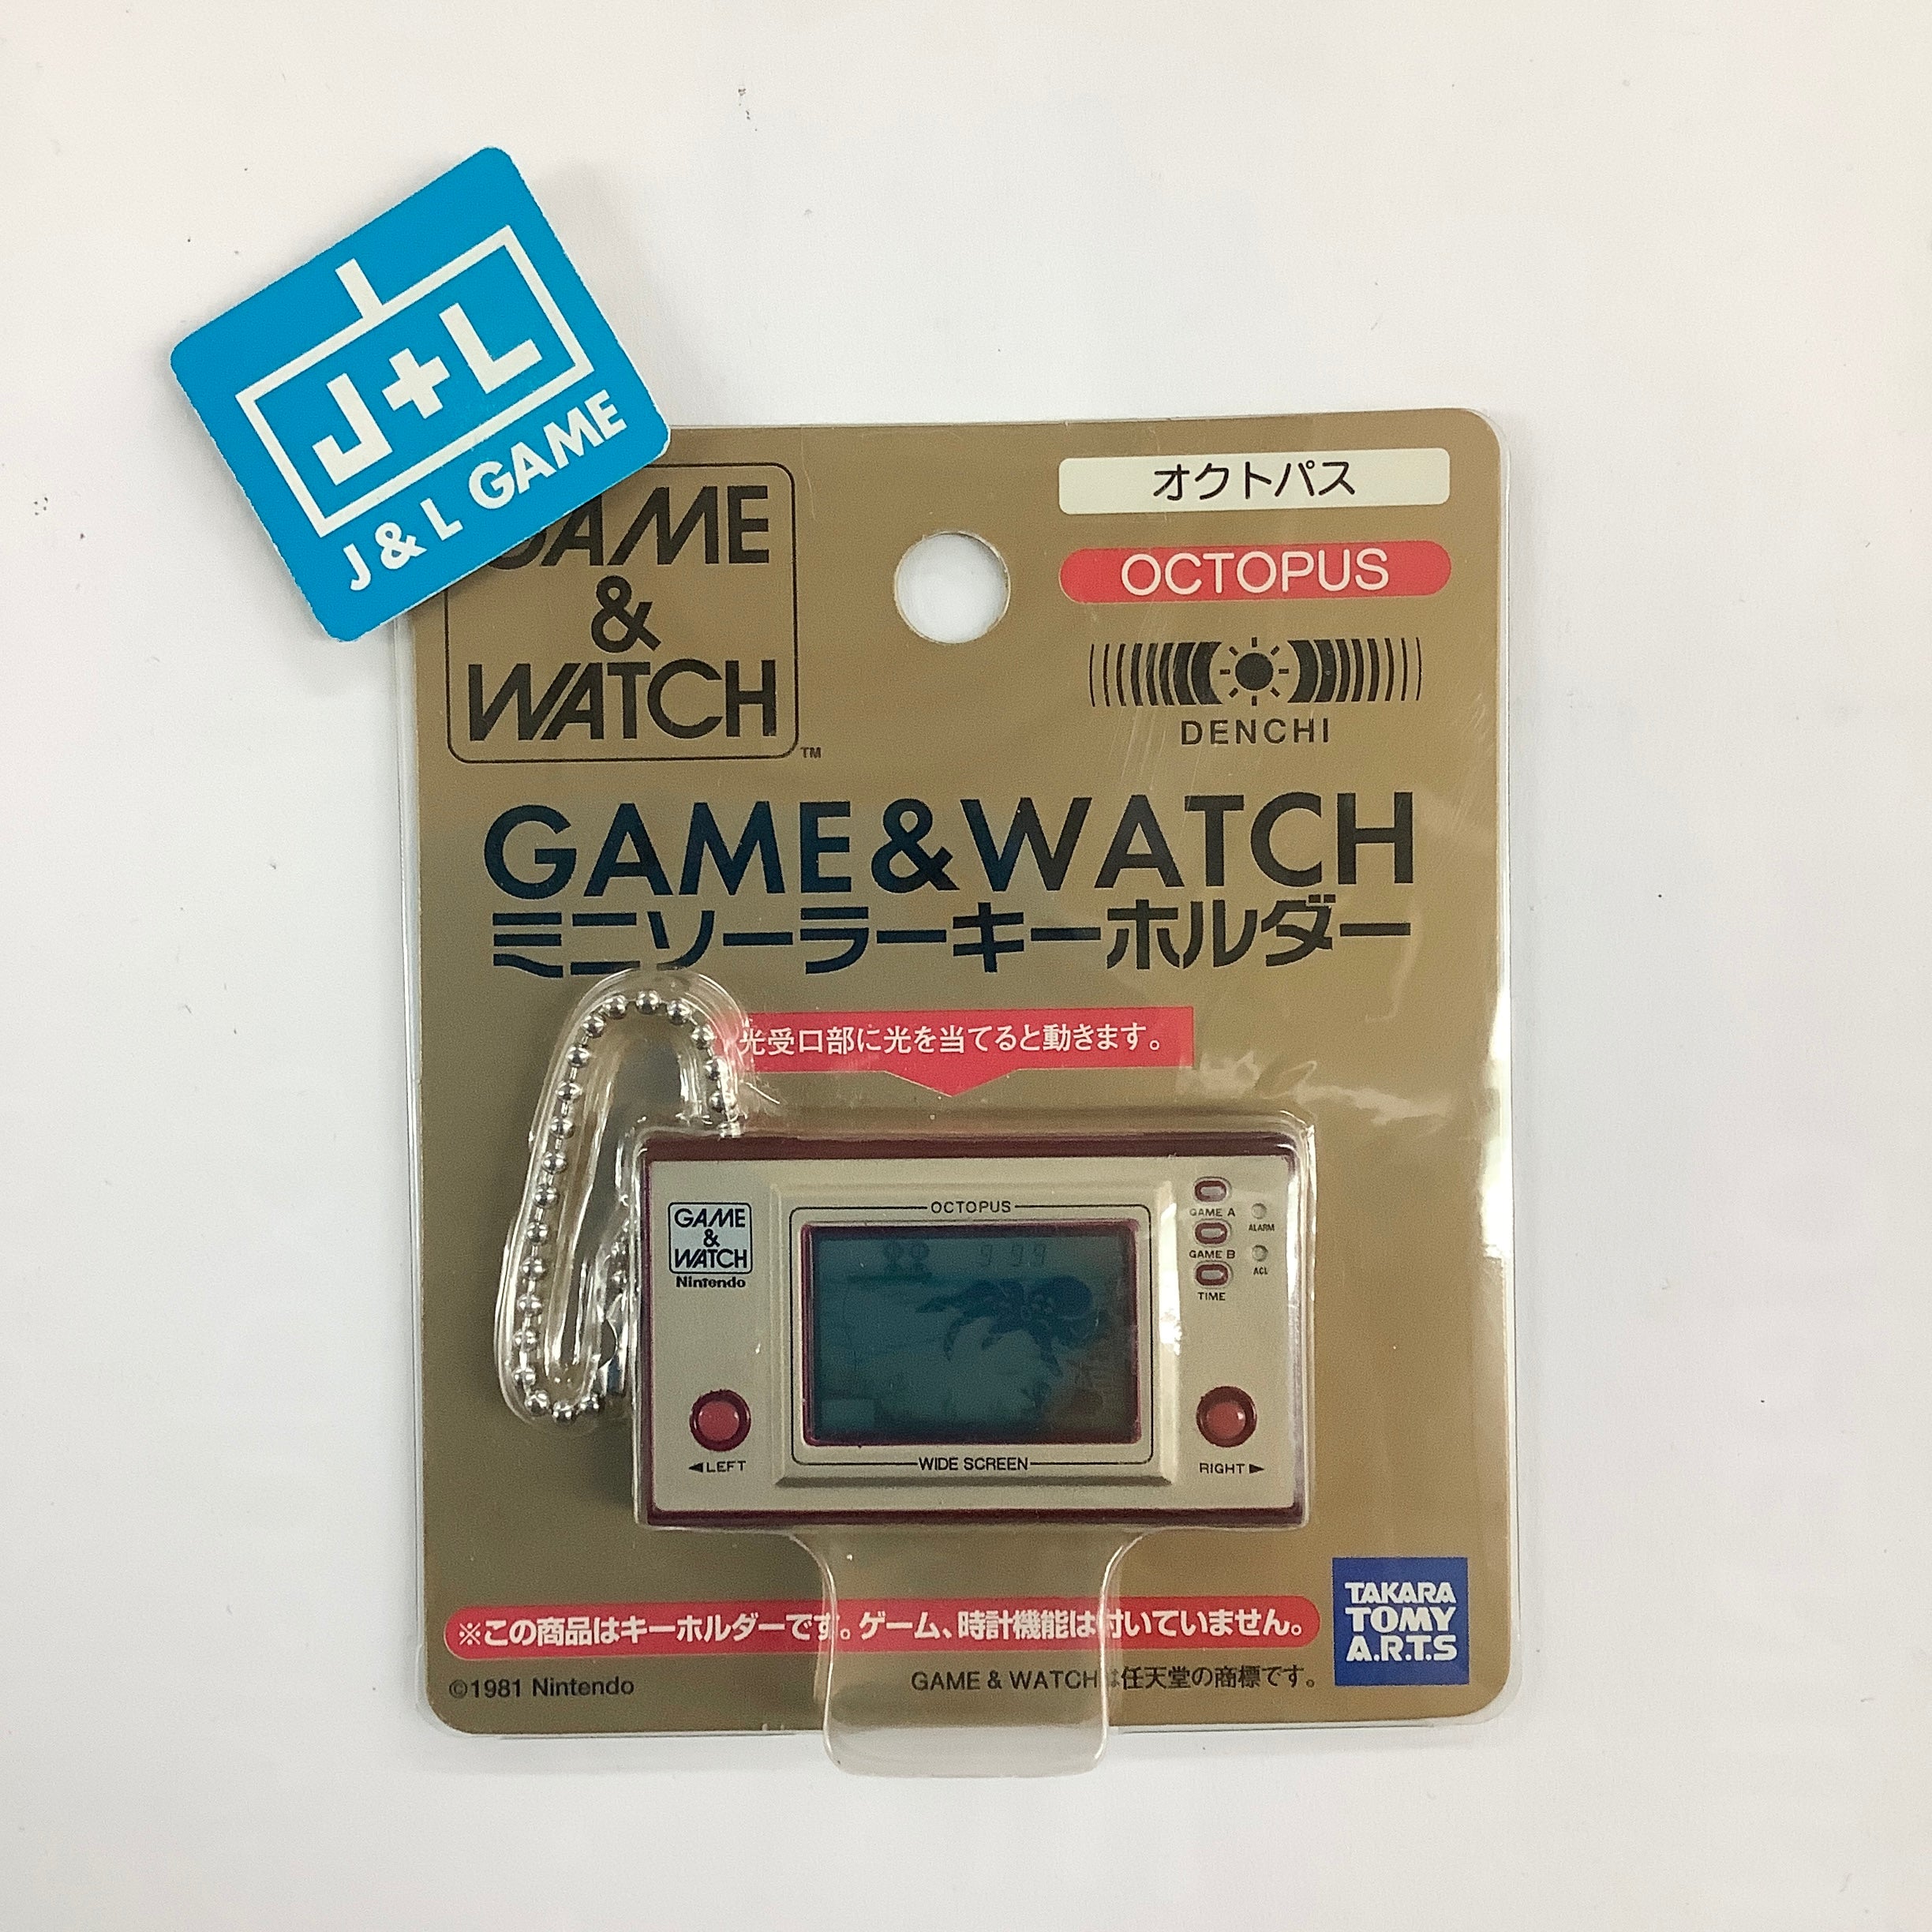 J+L
J & L GAME
GAME
&
WATCH
TM
オクトパス
OCTOPUS
DENCHI
GAME&WATCH
ミニソーラーキーホルダー
光受口部に光を当てると動きます。
GAME
&
WATCH
Nintendo
OCTOPUS
GAME A
ALARM
GAME B
ACL
TIME
◄LEFT
WIDE SCREEN
RIGHT►
※この商品はキーホルダーです。ゲーム、時計機能は付いていません。
©1981 Nintendo
GAME & WATCHは任天堂の商標です。
TAKARA
TOMY
A.R.T.S